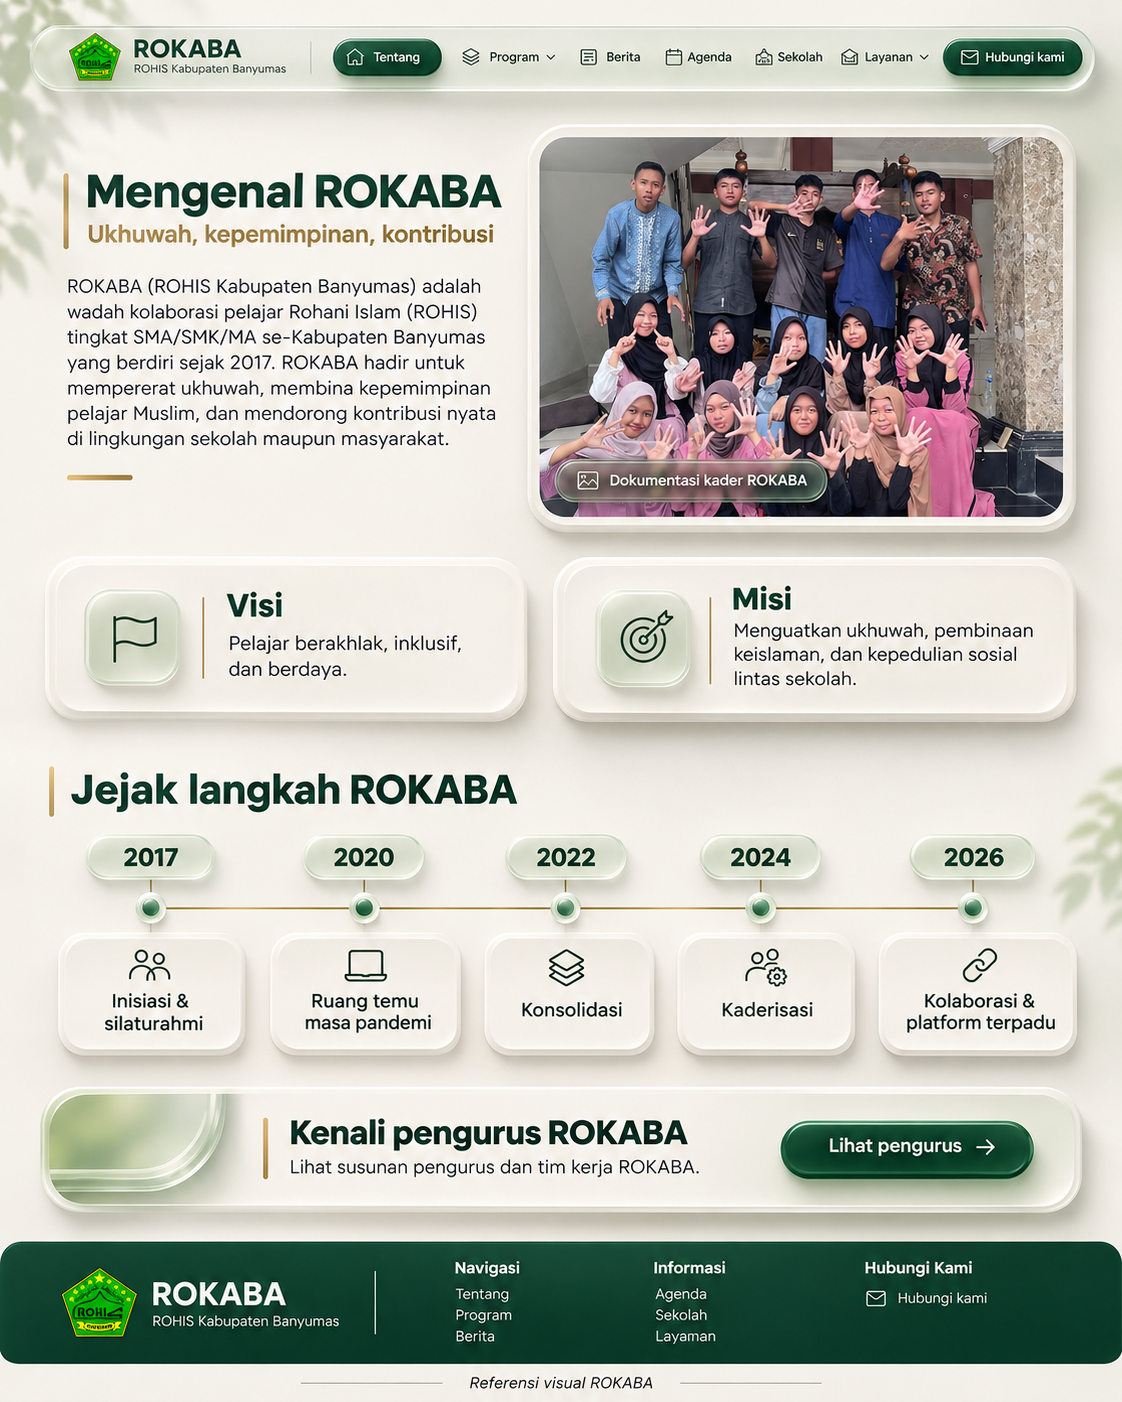 ROKABA
ROHIS Kabupaten Banyumas
Tentang
Program
Berita
Agenda
Sekolah
Layanan
Hubungi kami
Mengenal ROKABA
Ukhuwah, kepemimpinan, kontribusi
ROKABA (ROHIS Kabupaten Banyumas) adalah
wadah kolaborasi pelajar Rohani Islam (ROHIS)
tingkat SMA/SMK/MA se-Kabupaten Banyumas
yang berdiri sejak 2017. ROKABA hadir untuk
mempererat ukhuwah, membina kepemimpinan
pelajar Muslim, dan mendorong kontribusi nyata
di lingkungan sekolah maupun masyarakat.
Dokumentasi kader ROKABA
Visi
Pelajar berakhlak, inklusif,
dan berdaya.
Misi
Menguatkan ukhuwah, pembinaan
keislaman, dan kepedulian sosial
lintas sekolah.
Jejak langkah ROKABA
2017
2020
2022
2024
2026
Inisiasi &
silaturahmi
Ruang temu
masa pandemi
Konsolidasi
Kaderisasi
Kolaborasi &
platform terpadu
Kenali pengurus ROKABA
Lihat susunan pengurus dan tim kerja ROKABA.
Lihat pengurus
ROHIS
ROKABA
ROHIS Kabupaten Banyumas
Navigasi
Tentang
Program
Berita
Informasi
Agenda
Sekolah
Layaman
Hubungi Kami
Hubungi kami
Referensi visual ROKABA